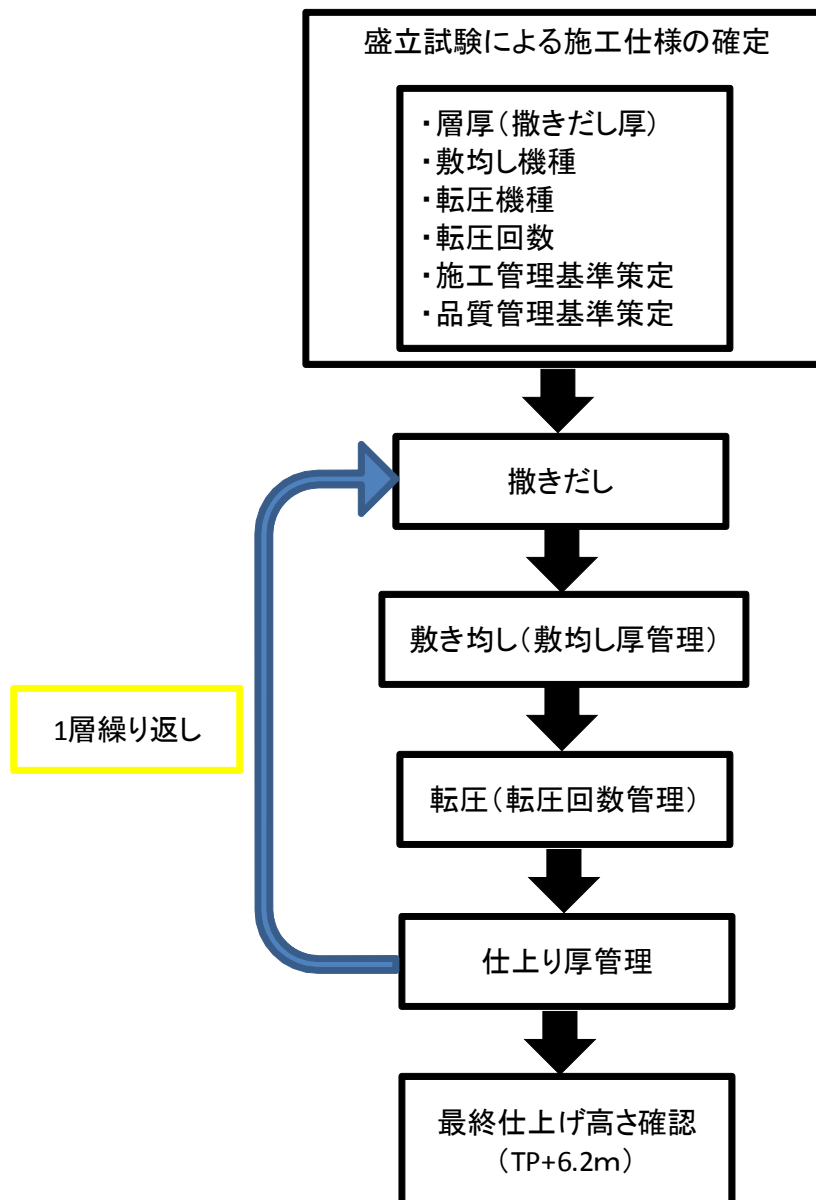 盛立試験による施工仕様の確定
・層厚(撒きだし厚)
・敷均し機種
・転圧機種
・転圧回数
・施工管理基準策定
・品質管理基準策定
撒きだし
敷き均し(敷均し厚管理)
1層繰り返し
転圧(転圧回数管理)
仕上り厚管理
最終仕上げ高さ確認
(TP+6.2m)